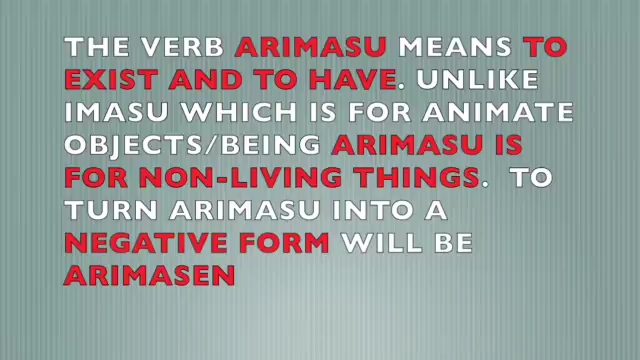 THE VERB ARIMASU MEANS TO
EXIST AND TO HAVE. UNLIKE
IMASU WHICH IS FOR ANIMATE
OBJECTS/BEING ARIMASU IS
FOR NON-LIVING THINGS. TO
TURN ARIMASU INTO A
NEGATIVE FORM WILL BE
ARIMASEN